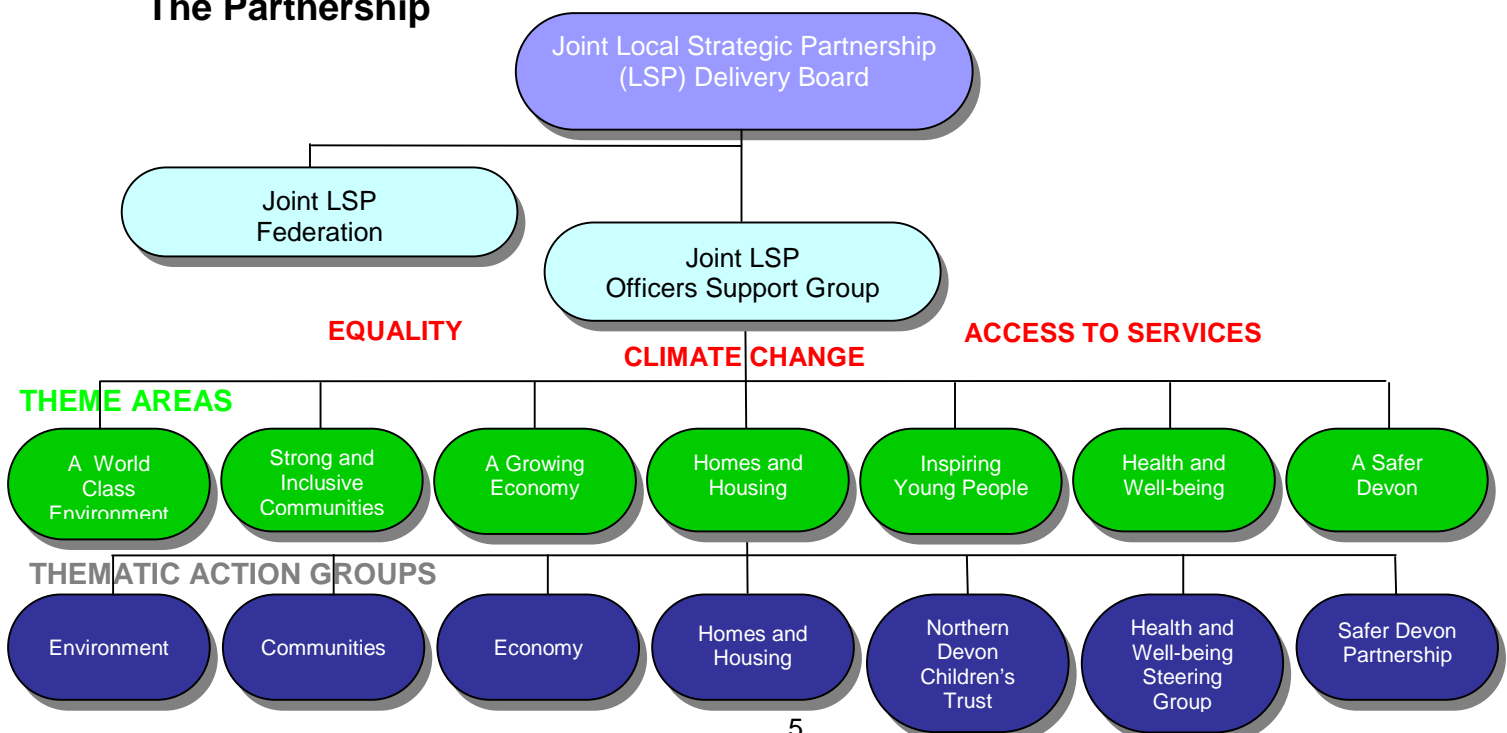 The Partnership
Joint Local Strategic Partnership
(LSP) Delivery Board
Joint LSP
Federation
Joint LSP
Officers Support Group
EQUALITY
CLIMATE CHANGE
ACCESS TO SERVICES
THEME AREAS
A World
Class
Environment
Strong and
Inclusive
Communities
A Growing
Economy
Homes and
Housing
Inspiring
Young People
Health and
Well-being
A Safer
Devon
THEMATIC ACTION GROUPS
Environment
Communities
Economy
Homes and
Housing
Northern
Devon
Children's
Trust
Health and
Well-being
Steering
Group
Safer Devon
Partnership
5